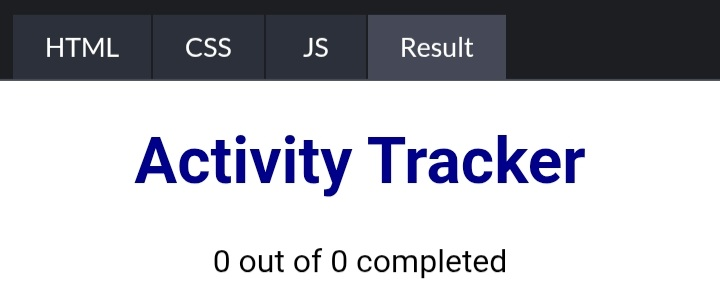 HTML CSS JS Result
Activity Tracker
0 out of 0 completed